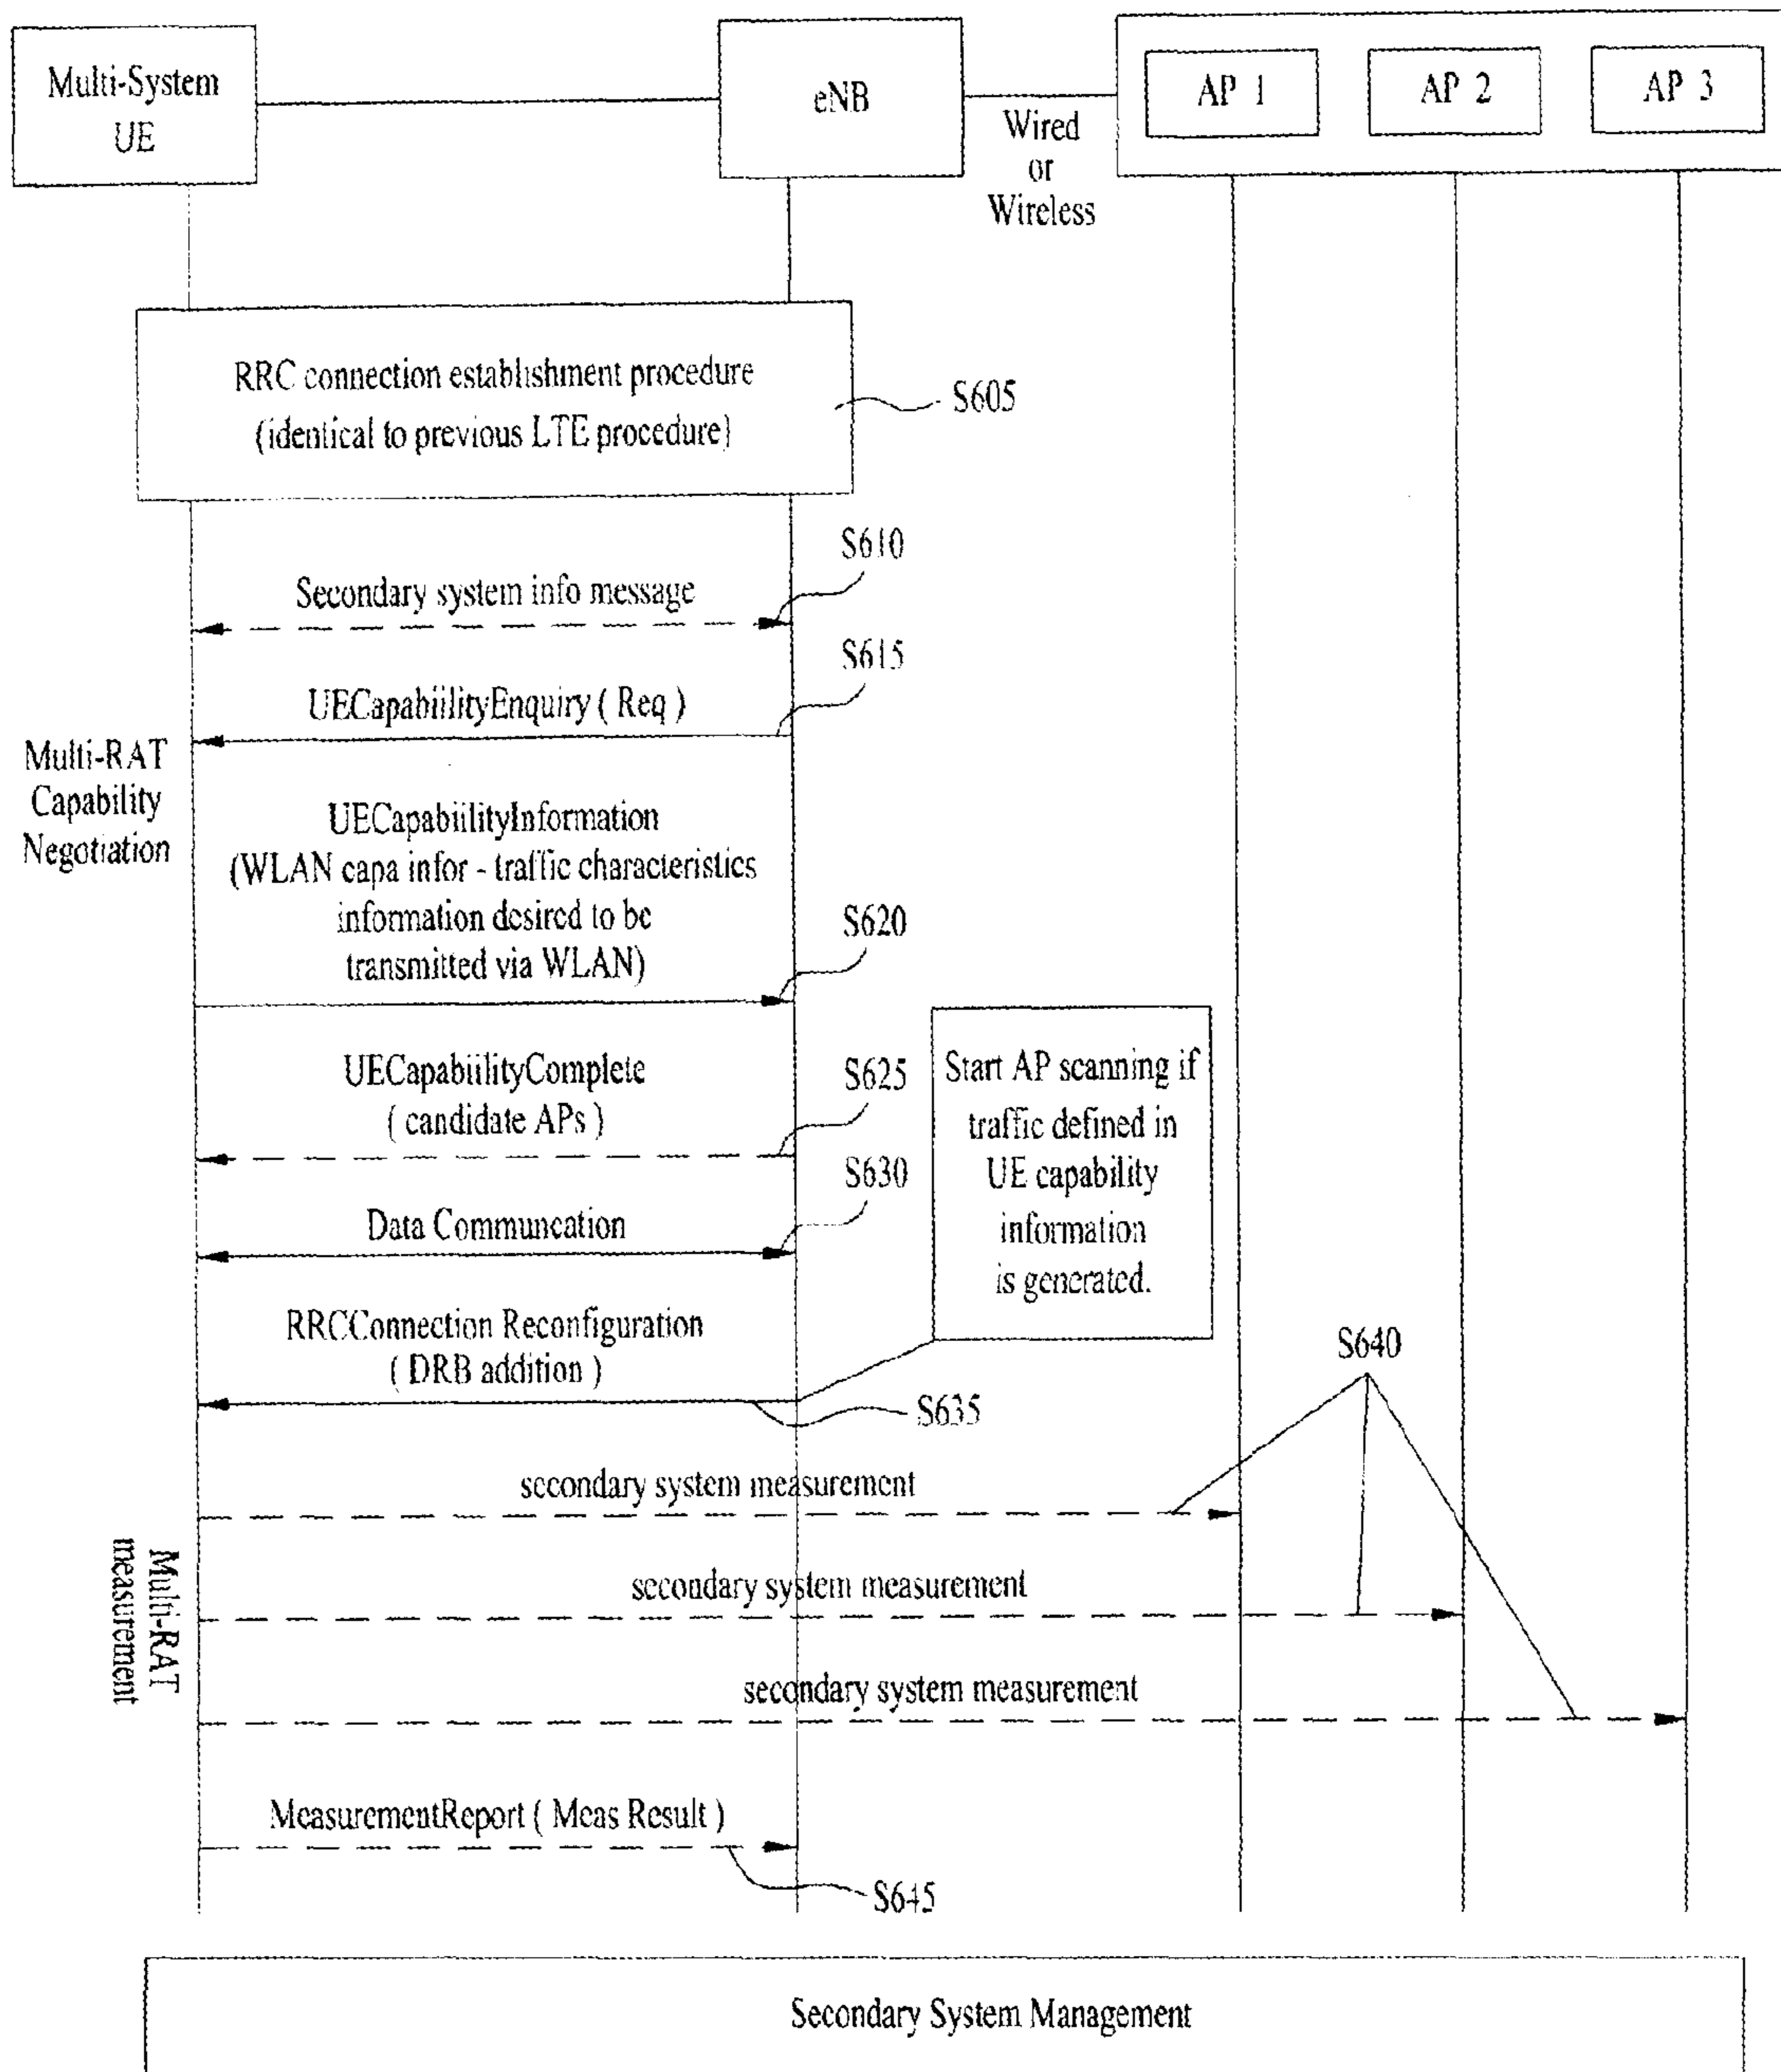 Multi-System
UE
eNB
Wired
or
Wireless
AP 1
AP 2
AP 3
RRC connection establishment procedure
(identical to previous LTE procedure)
S605
S610
Secondary system info message
S615
UECapabiilityEnquiry ( Req )
Multi-RAT
Capability
Negotiation
UECapabiilityInformation
(WLAN capa infor - traffic characteristics
information desired to be
transmitted via WLAN)
S620
UECapabiilityComplete
( candidate APs )
S625
Start AP scanning if
traffic defined in
UE capability
information
is generated.
S630
Data Communcation
RRCConnection Reconfiguration
( DRB addition )
S635
S640
secondary system measurement
secondary system measurement
secondary system measurement
Multi-RAT
measurement
MeasurementReport ( Meas Result )
S645
Secondary System Management